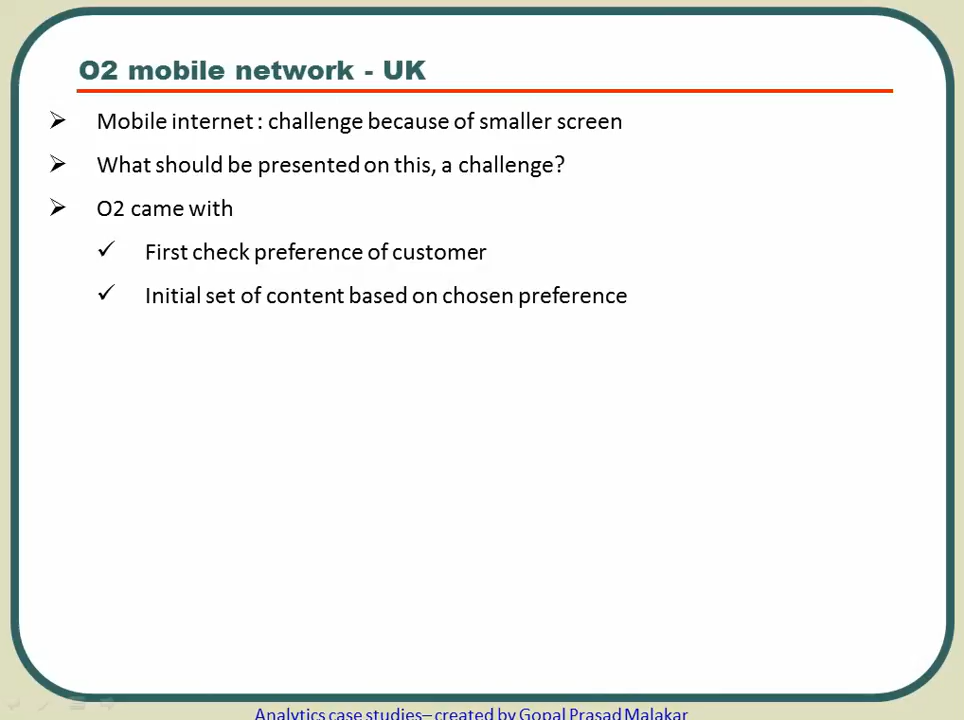 O2 mobile network - UK
Mobile internet : challenge because of smaller screen
What should be presented on this, a challenge?
O2 came with
First check preference of customer
Initial set of content based on chosen preference
Analytics case studies– created by Gopal Prasad Malakar